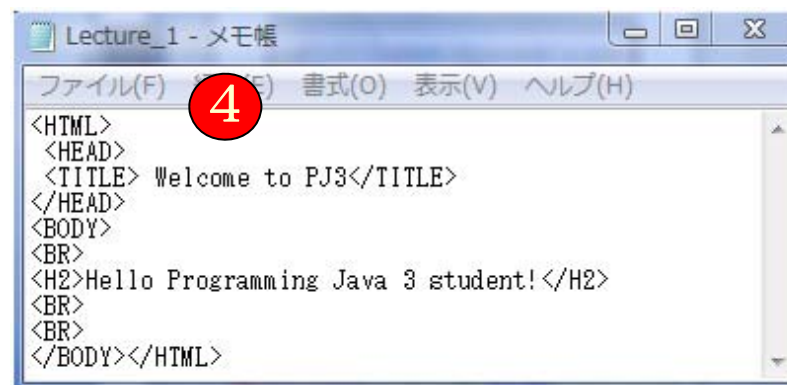 Lecture_1 - メモ帳
ファイル(F) (E) 書式(O) 表示(V) ヘルプ(H)
4
<HTML>
<HEAD>
<TITLE> Welcome to PJ3</TITLE>
</HEAD>
<BODY>
<BR>
<H2>Hello Programming Java 3 student!</H2>
<BR>
<BR>
</BODY></HTML>